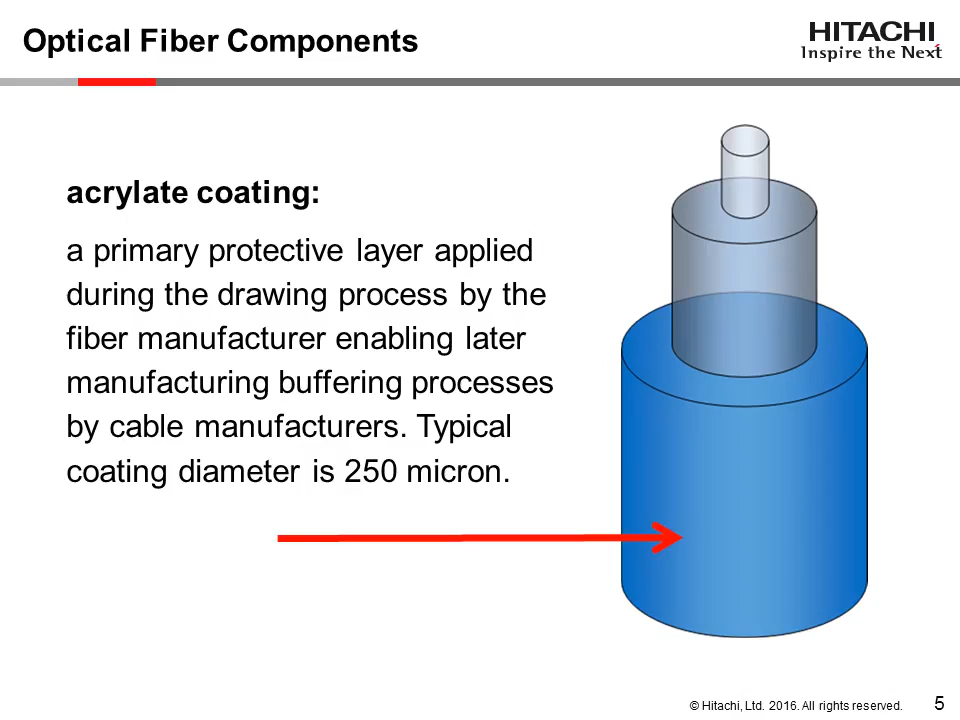 Optical Fiber Components
HITACHI
Inspire the Next
acrylate coating:
a primary protective layer applied
during the drawing process by the
fiber manufacturer enabling later
manufacturing buffering processes
by cable manufacturers. Typical
coating diameter is 250 micron.
© Hitachi, Ltd. 2016. All rights reserved.
5